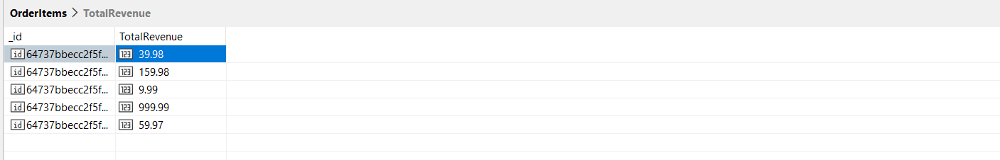 OrderItems > TotalRevenue
_id TotalRevenue
id 64737bbecc2f5f... 123 39.98
id 64737bbecc2f5f... 123 159.98
id 64737bbecc2f5f... 123 9.99
id 64737bbecc2f5f... 123 999.99
id 64737bbecc2f5f... 123 59.97